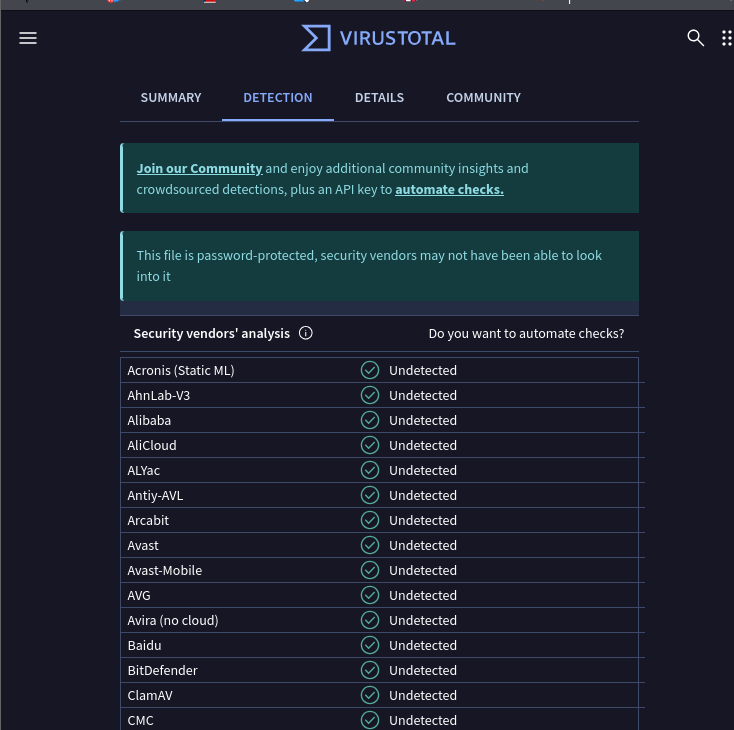 VIRUSTOTAL
SUMMARY DETECTION DETAILS COMMUNITY
Join our Community and enjoy additional community insights and
crowdsourced detections, plus an API key to automate checks.
This file is password-protected, security vendors may not have been able to look
into it
Security vendors' analysis Do you want to automate checks?
Acronis (Static ML) Undetected
AhnLab-V3 Undetected
Alibaba Undetected
AliCloud Undetected
ALYac Undetected
Antiy-AVL Undetected
Arcabit Undetected
Avast Undetected
Avast-Mobile Undetected
AVG Undetected
Avira (no cloud) Undetected
Baidu Undetected
BitDefender Undetected
ClamAV Undetected
CMC Undetected